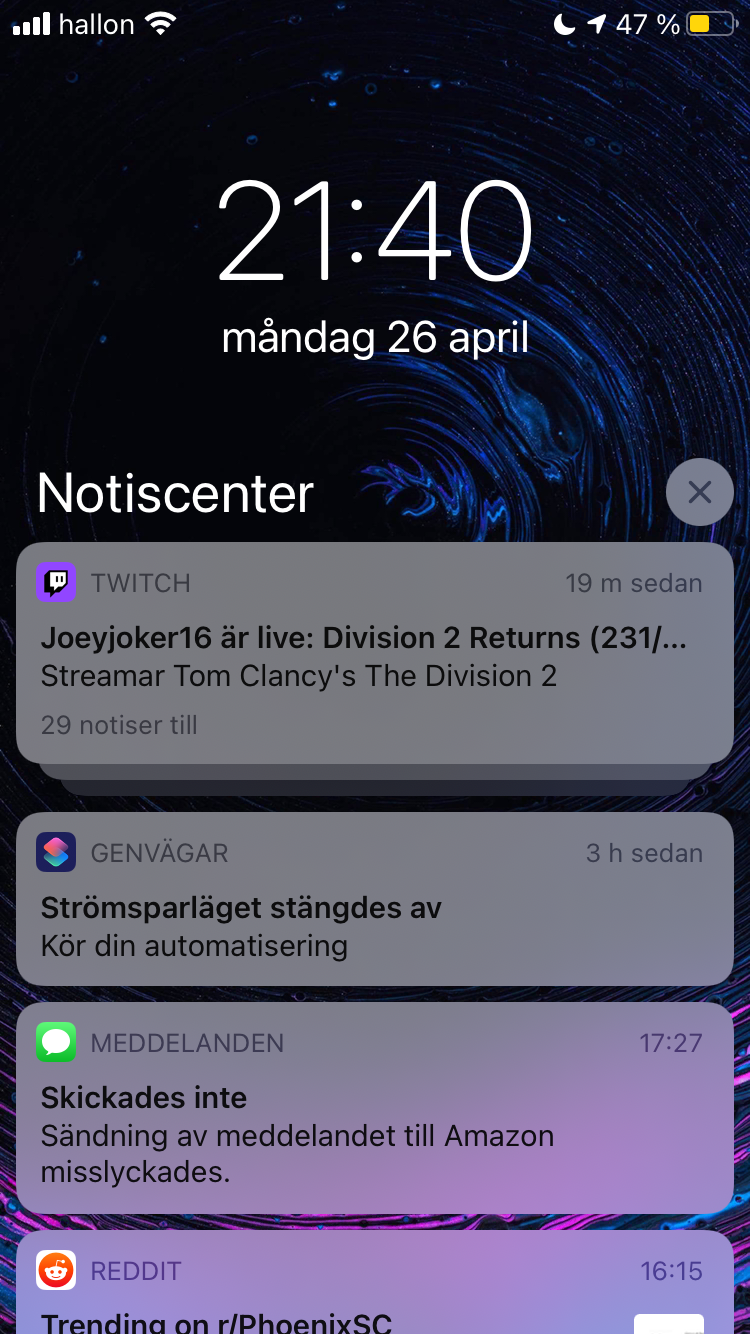 hallon 47 %
21:40
måndag 26 april
Notiscenter
TWITCH 19 m sedan
Joeyjoker16 är live: Division 2 Returns (231/...
Streamar Tom Clancy's The Division 2
29 notiser till
GENVÄGAR 3 h sedan
Strömsparläget stängdes av
Kör din automatisering
MEDDELANDEN 17:27
Skickades inte
Sändning av meddelandet till Amazon
misslyckades.
REDDIT 16:15
Trending on r/PhoenixSC